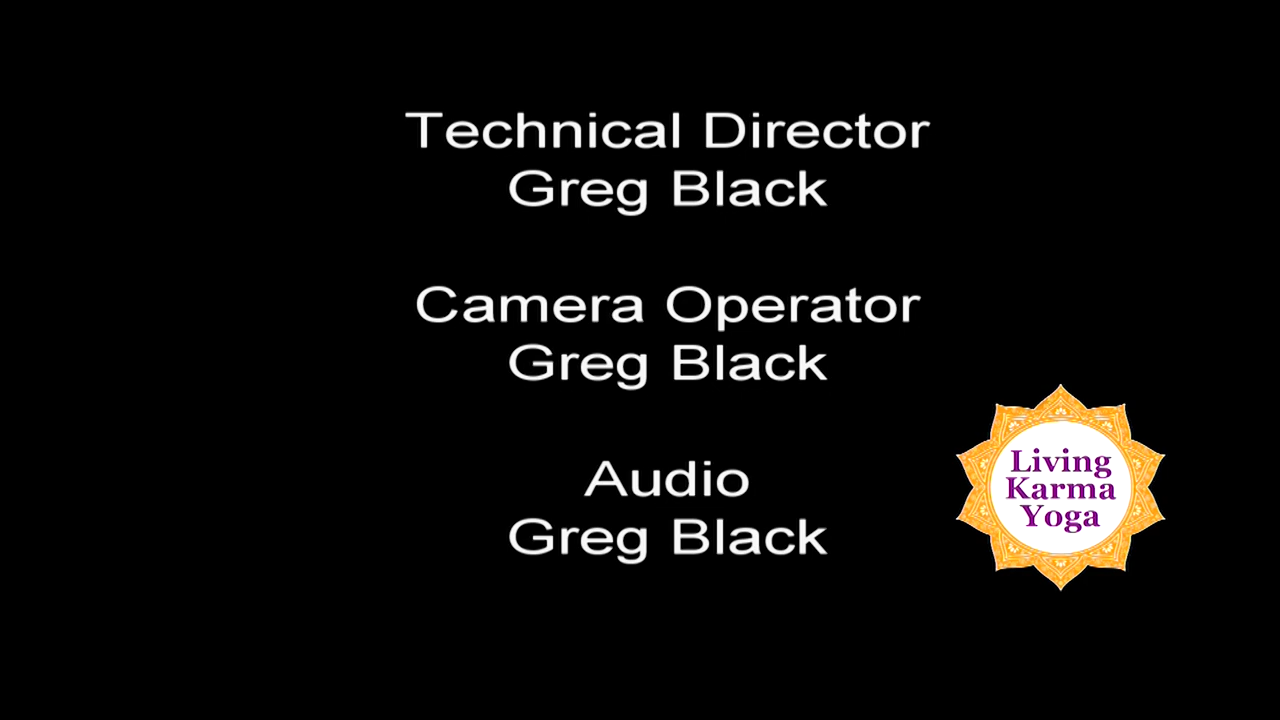 Technical Director
Greg Black
Camera Operator
Greg Black
Audio
Greg Black
Living
Karma
Yoga